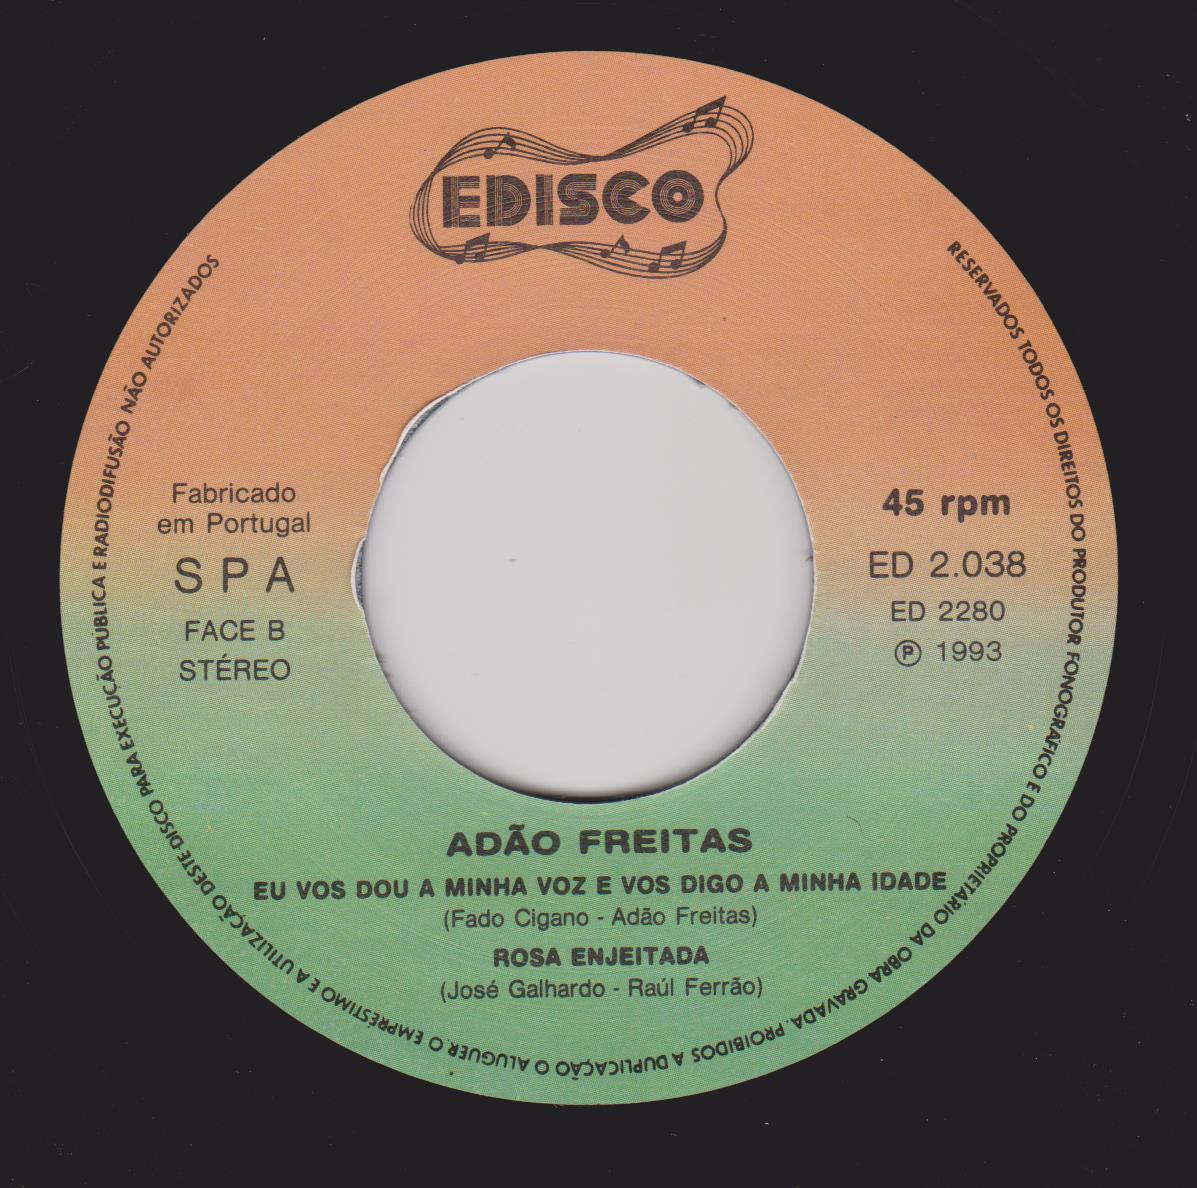 EDISCO
RESERVADOS TODOS OS DIREITOS DO PRODUTOR FONOGRÁFICO E DO PROPRIETÁRIO DA OBRA GRAVADA. PROIBIDOS A DUPLICAÇÃO O ALUGUER.O EMPRÉSTIMO E A UTILIZAÇÃO DESTE DISCO PARA EXECUÇÃO PÚBLICA E RADIODIFUSÃO NÃO AUTORIZADOS
Fabricado
em Portugal
SPA
FACE B
STÉREO
45 rpm
ED 2.038
ED 2280
℗ 1993
ADÃO FREITAS
EU VOS DOU A MINHA VOZ E VOS DIGO A MINHA IDADE
(Fado Cigano - Adão Freitas)
ROSA ENJEITADA
(José Galhardo - Raúl Ferrão)